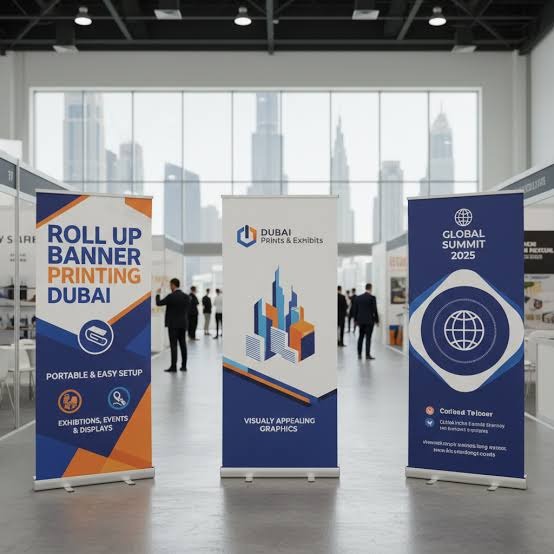 ROLL UP
BANNER
PRINTING
DUBAI
PORTABLE & EASY SETUP
EXHIBITIONS, EVENTS
& DISPLAYS
DUBAI
Prints & Exhibits
VISUALY APPEALING
GRAPHICS
GLOBAL
SUMMIT
2025